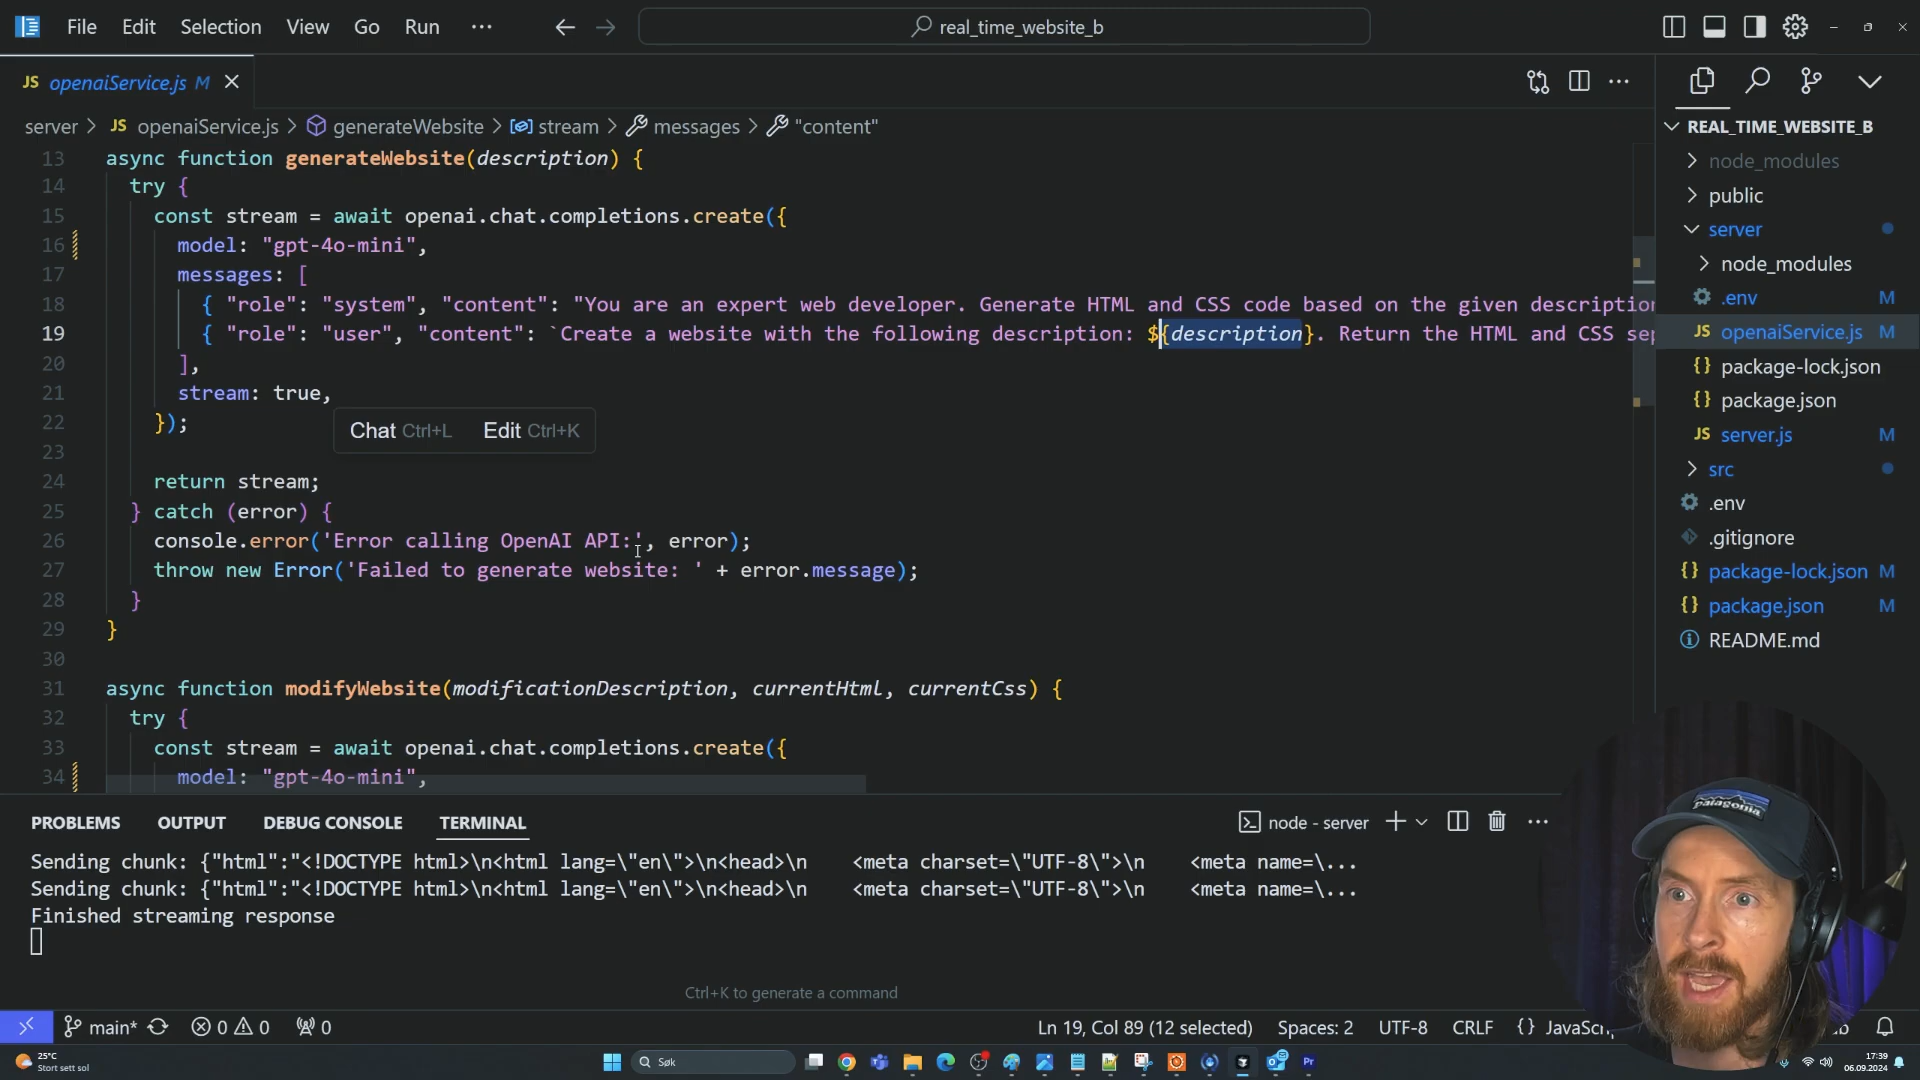 File Edit Selection View Go Run ···
real_time_website_b
JS openaiService.js M
server > JS openaiService.js > generateWebsite > stream > messages > "content"
13 async function generateWebsite(description) {
14 try {
15 const stream = await openai.chat.completions.create({
16 model: "gpt-4o-mini",
17 messages: [
18 { "role": "system", "content": "You are an expert web developer. Generate HTML and CSS code based on the given description
19 { "role": "user", "content": `Create a website with the following description: ${description}. Return the HTML and CSS sep
20 ],
21 stream: true,
22 });
Chat Ctrl+L Edit Ctrl+K
23
24 return stream;
25 } catch (error) {
26 console.error('Error calling OpenAI API:', error);
27 throw new Error('Failed to generate website: ' + error.message);
28 }
29 }
30
31 async function modifyWebsite(modificationDescription, currentHtml, currentCss) {
32 try {
33 const stream = await openai.chat.completions.create({
34 model: "gpt-4o-mini",
REAL_TIME_WEBSITE_B
node_modules
public
server
node_modules
.env M
JS openaiService.js M
{} package-lock.json
{} package.json
JS server.js M
src
.env
.gitignore
{} package-lock.json M
{} package.json M
README.md
PROBLEMS OUTPUT DEBUG CONSOLE TERMINAL
node - server
Sending chunk: {"html":"<!DOCTYPE html>\n<html lang=\"en\">\n<head>\n    <meta charset=\"UTF-8\">\n    <meta name=\...
Sending chunk: {"html":"<!DOCTYPE html>\n<html lang=\"en\">\n<head>\n    <meta charset=\"UTF-8\">\n    <meta name=\...
Finished streaming response
Ctrl+K to generate a command
patagonia
main* 0 0 0 Ln 19, Col 89 (12 selected) Spaces: 2 UTF-8 CRLF {} JavaSc
25°C
Stort sett sol
Søk
Pr
17:39
06.09.2024